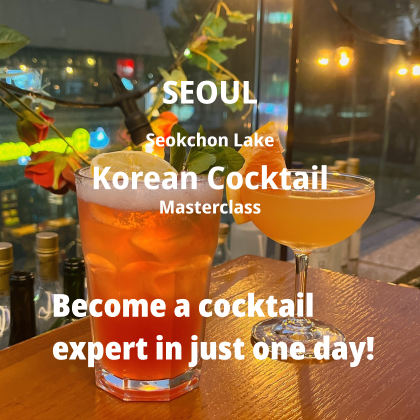 SEOUL
Seokchon Lake
Korean Cocktail
Masterclass
Become a cocktail
expert in just one day!